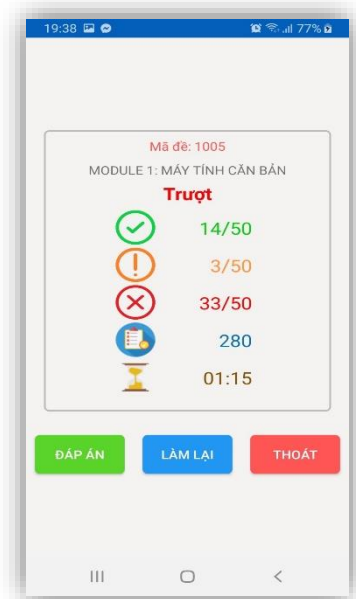 19:38 77%
Mã đề: 1005
MODULE 1: MÁY TÍNH CĂN BẢN
Trượt
14/50
3/50
33/50
280
01:15
ĐÁP ÁN LÀM LẠI THOÁT